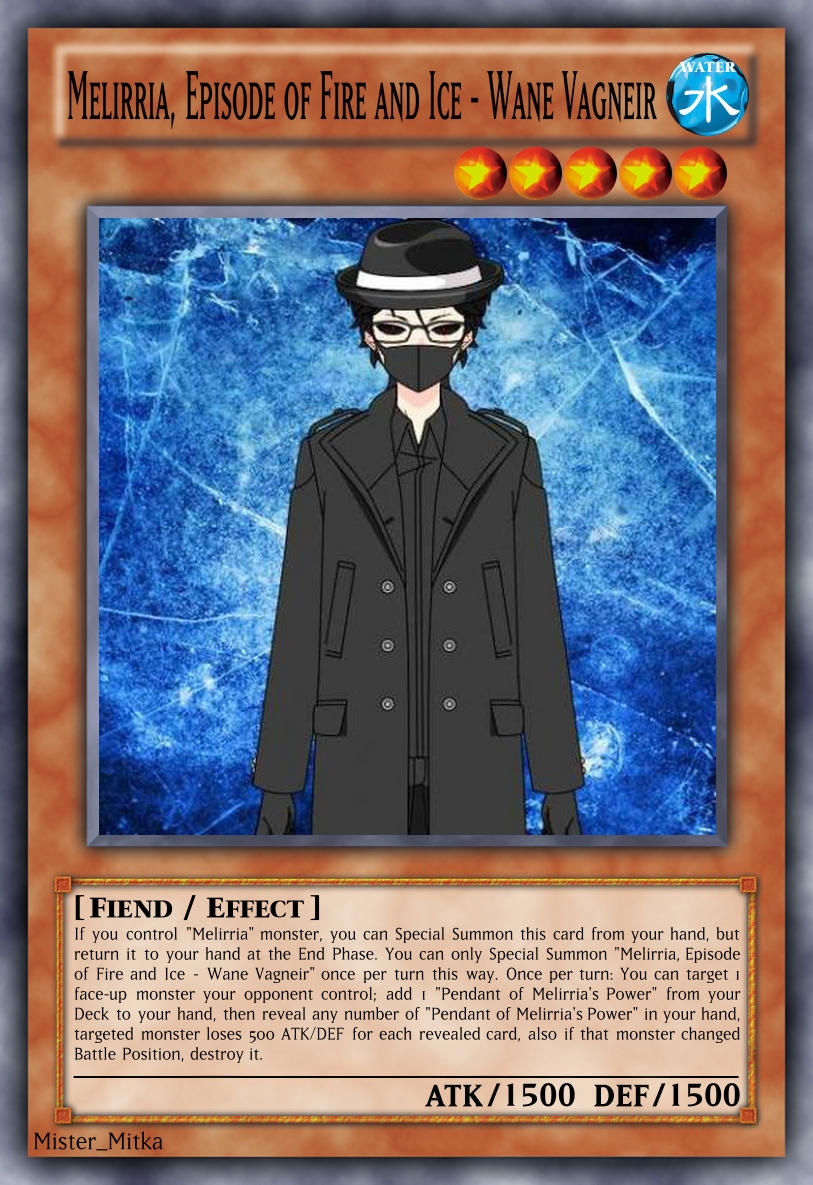 Melirria, Episode of Fire and Ice - Wane Vagneir
WATER
水
[ Fiend / Effect ]
If you control "Melirria" monster, you can Special Summon this card from your hand, but
return it to your hand at the End Phase. You can only Special Summon "Melirria, Episode
of Fire and Ice - Wane Vagneir" once per turn this way. Once per turn: You can target 1
face-up monster your opponent control; add 1 "Pendant of Melirria's Power" from your
Deck to your hand, then reveal any number of "Pendant of Melirria's Power" in your hand,
targeted monster loses 500 ATK/DEF for each revealed card, also if that monster changed
Battle Position, destroy it.
ATK/1500 DEF/1500
Mister_Mitka